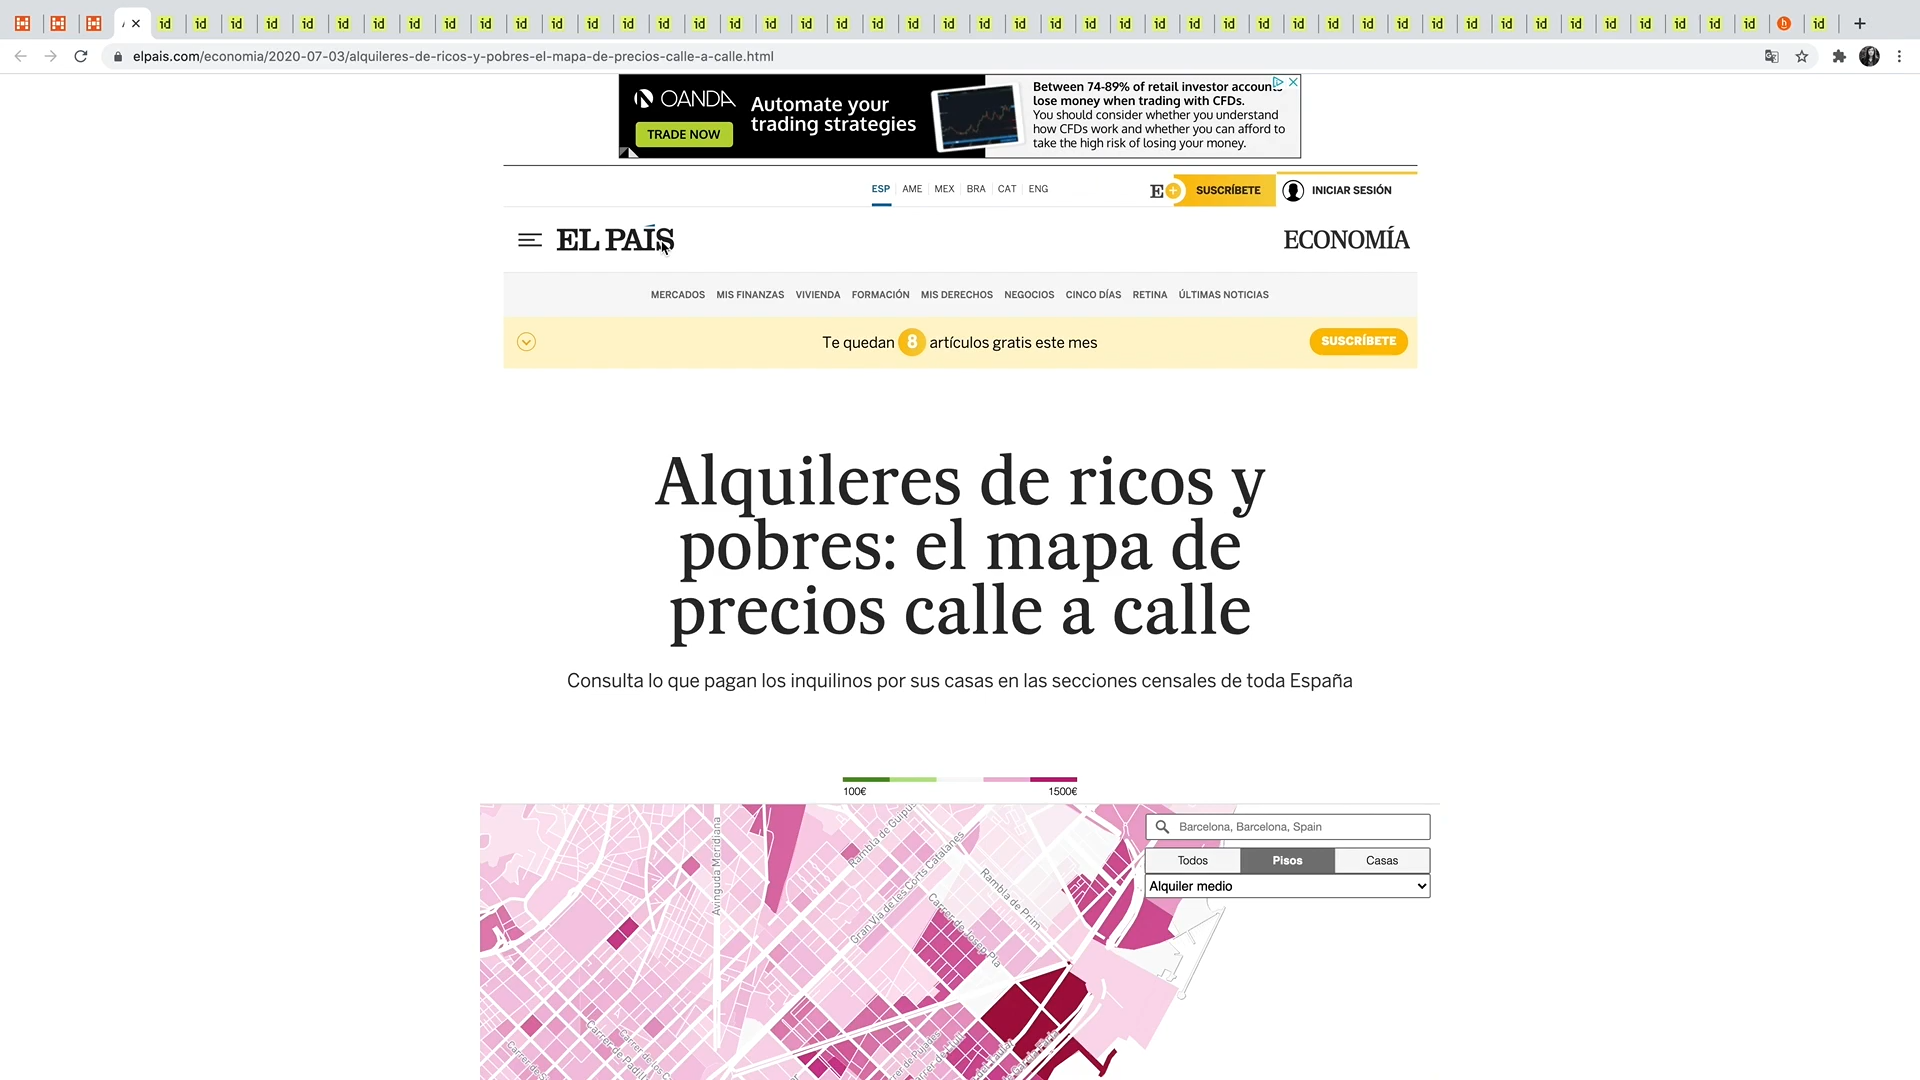 elpais.com/economia/2020-07-03/alquileres-de-ricos-y-pobres-el-mapa-de-precios-calle-a-calle.html
OANDA
TRADE NOW
Automate your
trading strategies
Between 74-89% of retail investor accounts
lose money when trading with CFDs.
You should consider whether you understand
how CFDs work and whether you can afford to
take the high risk of losing your money.
ESP AME MEX BRA CAT ENG
E+ SUSCRÍBETE INICIAR SESIÓN
EL PAÍS
ECONOMÍA
MERCADOS MIS FINANZAS VIVIENDA FORMACIÓN MIS DERECHOS NEGOCIOS CINCO DÍAS RETINA ÚLTIMAS NOTICIAS
Te quedan 8 artículos gratis este mes
SUSCRÍBETE
Alquileres de ricos y
pobres: el mapa de
precios calle a calle
Consulta lo que pagan los inquilinos por sus casas en las secciones censales de toda España
100€ 1500€
Barcelona, Barcelona, Spain
Todos Pisos Casas
Alquiler medio
Avinguda Meridiana
Rambla de Guipús
Gran Via de les Corts Catalanes
Rambla de Prim
Carrer de Josep Pla